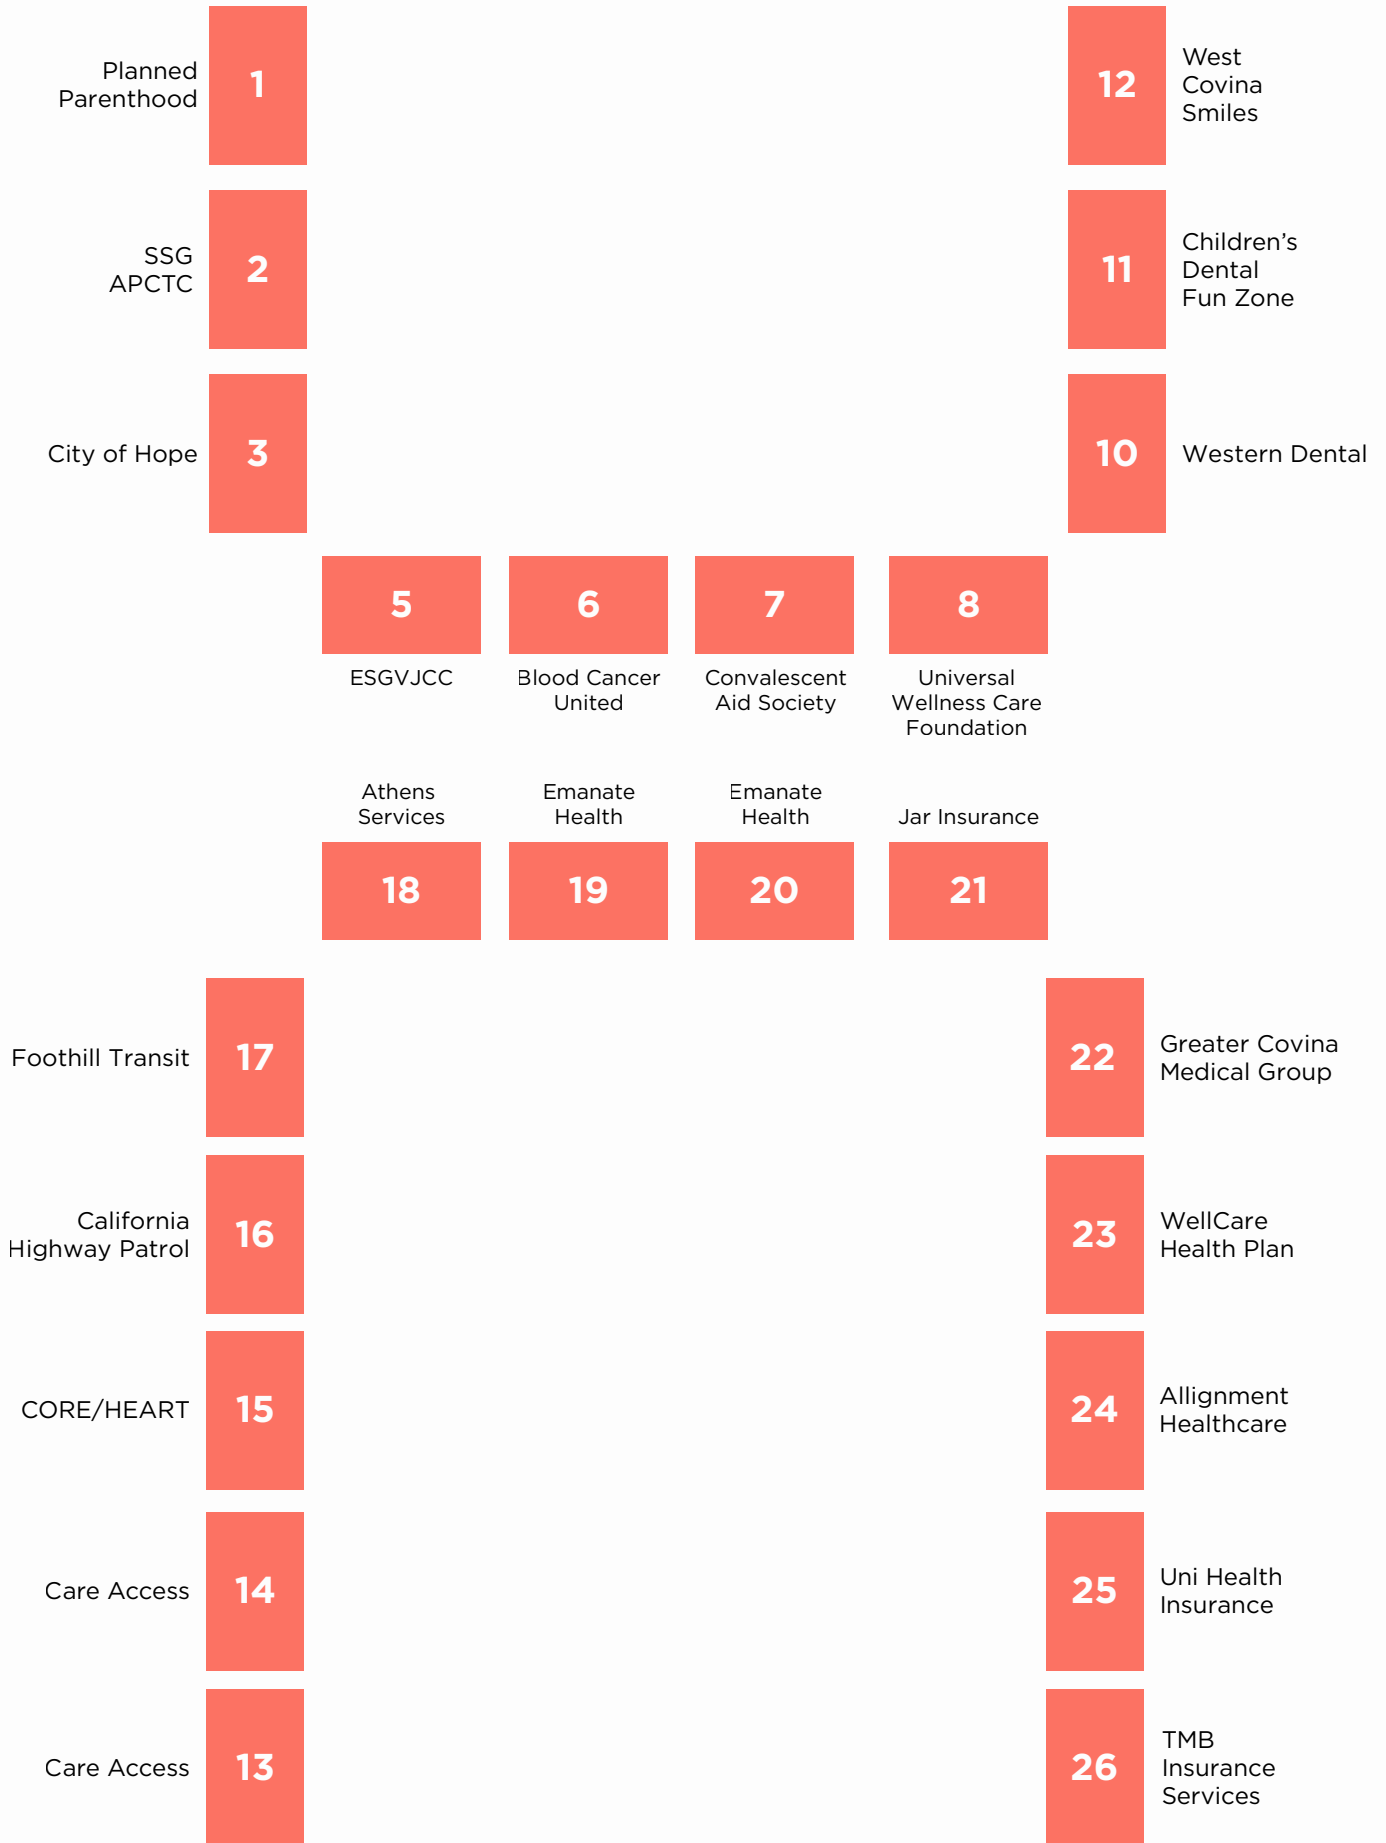 Planned
Parenthood
1
12
West
Covina
Smiles
SSG
APCTC
2
11
Children's
Dental
Fun Zone
City of Hope
3
10
Western Dental
5
6
7
8
ESGVJCC
Blood Cancer
United
Convalescent
Aid Society
Universal
Wellness Care
Foundation
Athens
Services
Emanate
Health
Emanate
Health
Jar Insurance
18
19
20
21
Foothill Transit
17
22
Greater Covina
Medical Group
California
Highway Patrol
16
23
WellCare
Health Plan
CORE/HEART
15
24
Allignment
Healthcare
Care Access
14
25
Uni Health
Insurance
Care Access
13
26
TMB
Insurance
Services